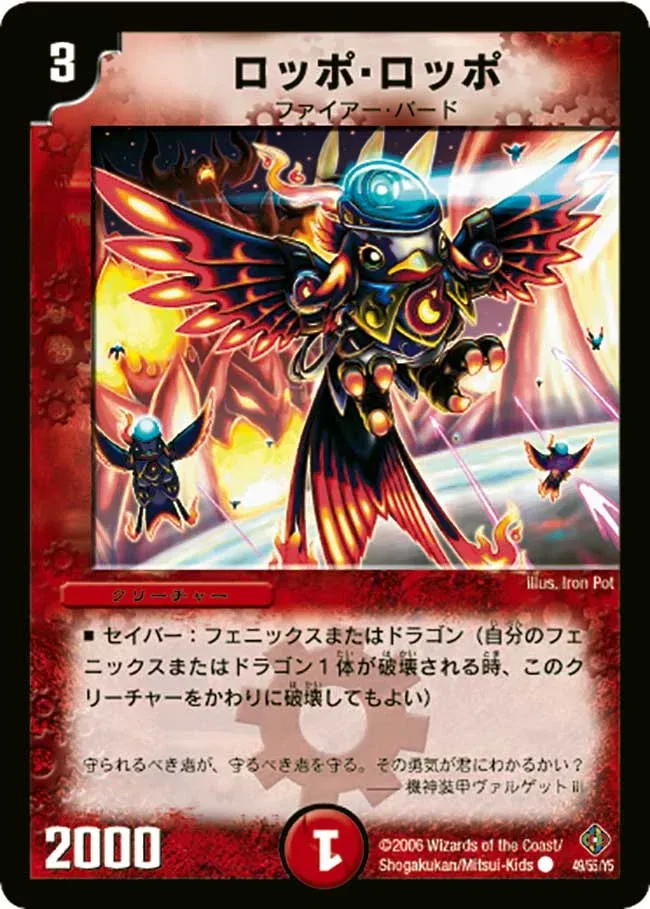 3
ロッポ・ロッポ
ファイアー・バード
illus. Iron Pot
クリーチャー
■ セイバー：フェニックスまたはドラゴン（自分のフェ
ニックスまたはドラゴン１体が破壊される時、このク
リーチャーをかわりに破壊してもよい）
守られるべき者が、守るべき者を守る。その勇気が君にわかるかい？
—— 機神装甲ヴァルゲットⅲ
2000
1
©2006 Wizards of the Coast/
Shogakukan/Mitsui-Kids
49/55/Y5